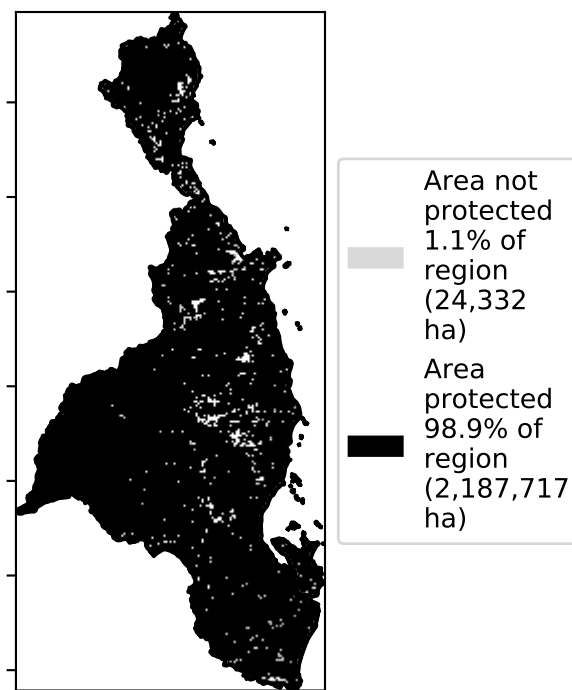 Area not
protected
1.1% of
region
(24,332
ha)
Area
protected
98.9% of
region
(2,187,717
ha)